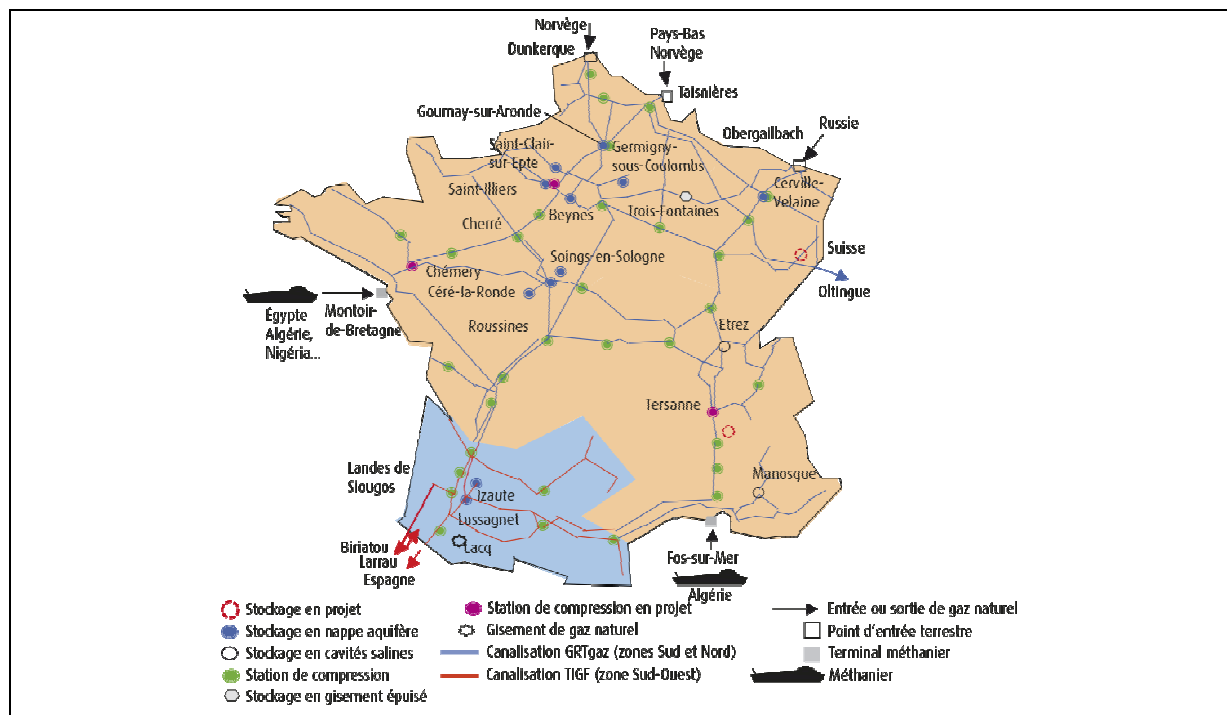 Norvège
Dunkerque
Pays-Bas
Norvège
Taisnières
Gournay-sur-Aronde
Obergailbach
Russie
Saint-Clair-
sur-Epte
Germigny-
sous-Coulombs
Saint-Illiers
Cerville-
Velaine
Beynes
Trois-Fontaines
Cherré
Soings-en-Sologne
Suisse
Chémery
Céré-la-Ronde
Oltingue
Égypte
Algérie,
Nigéria...
Montoir-
de-Bretagne
Roussines
Etrez
Tersanne
Landes de
Siougos
Manosque
Izaute
Lussagnet
Lacq
Biriatou
Larrau
Espagne
Fos-sur-Mer
Algérie
Stockage en projet
Stockage en nappe aquifère
Stockage en cavités salines
Station de compression
Stockage en gisement épuisé
Station de compression en projet
Gisement de gaz naturel
Canalisation GRTgaz (zones Sud et Nord)
Canalisation TIGF (zone Sud-Ouest)
Entrée ou sortie de gaz naturel
Point d'entrée terrestre
Terminal méthanier
Méthanier